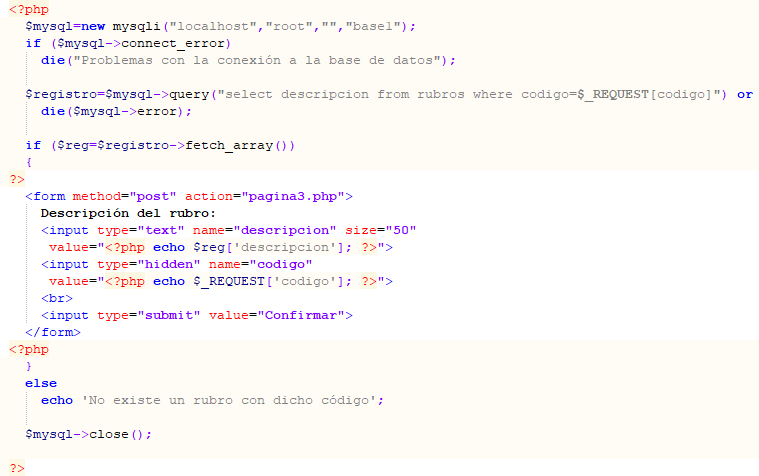 <?php
$mysql=new mysqli("localhost","root","","base1");
if ($mysql->connect_error)
die("Problemas con la conexión a la base de datos");
$registro=$mysql->query("select descripcion from rubros where codigo=$_REQUEST[codigo]") or
die($mysql->error);
if ($reg=$registro->fetch_array())
{
?>
<form method="post" action="pagina3.php">
Descripción del rubro:
<input type="text" name="descripcion" size="50"
value="<?php echo $reg['descripcion']; ?>">
<input type="hidden" name="codigo"
value="<?php echo $_REQUEST['codigo']; ?>">
<br>
<input type="submit" value="Confirmar">
</form>
<?php
}
else
echo 'No existe un rubro con dicho código';
$mysql->close();
?>